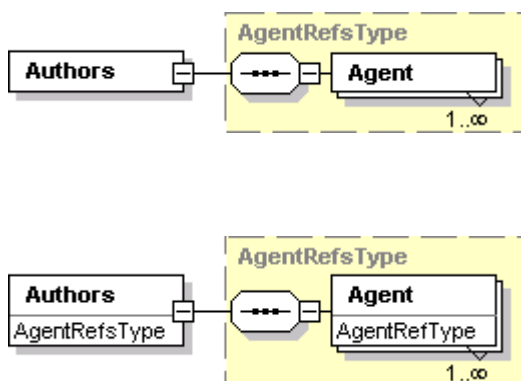 AgentRefsType
Authors
Agent
1..∞
AgentRefsType
Authors
Agent
AgentRefsType
AgentRefType
1..∞